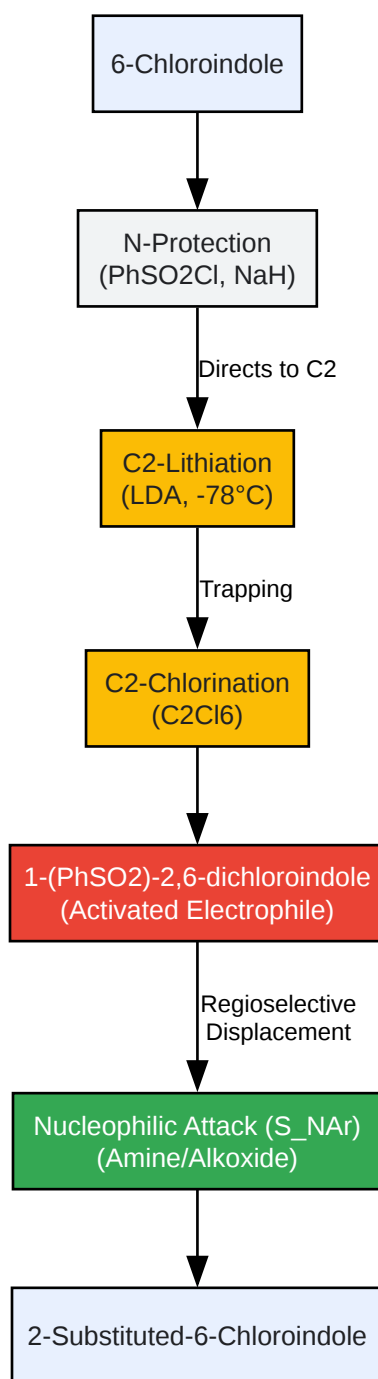 6-Chloroindole
N-Protection
(PhSO2Cl, NaH)
Directs to C2
C2-Lithiation
(LDA, -78°C)
Trapping
C2-Chlorination
(C2Cl6)
1-(PhSO2)-2,6-dichloroindole
(Activated Electrophile)
Regioselective
Displacement
Nucleophilic Attack (S_NAr)
(Amine/Alkoxide)
2-Substituted-6-Chloroindole